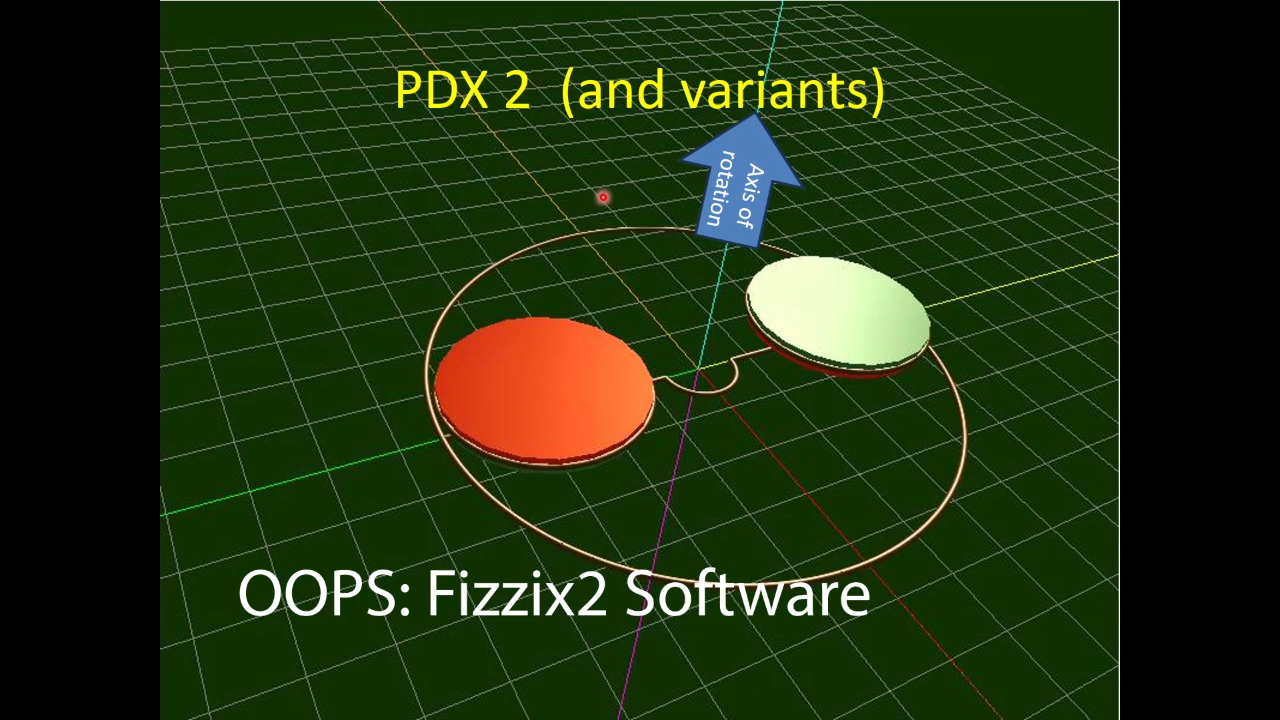 PDX 2  (and variants)
Axis of
rotation
OOPS: Fizzix2 Software